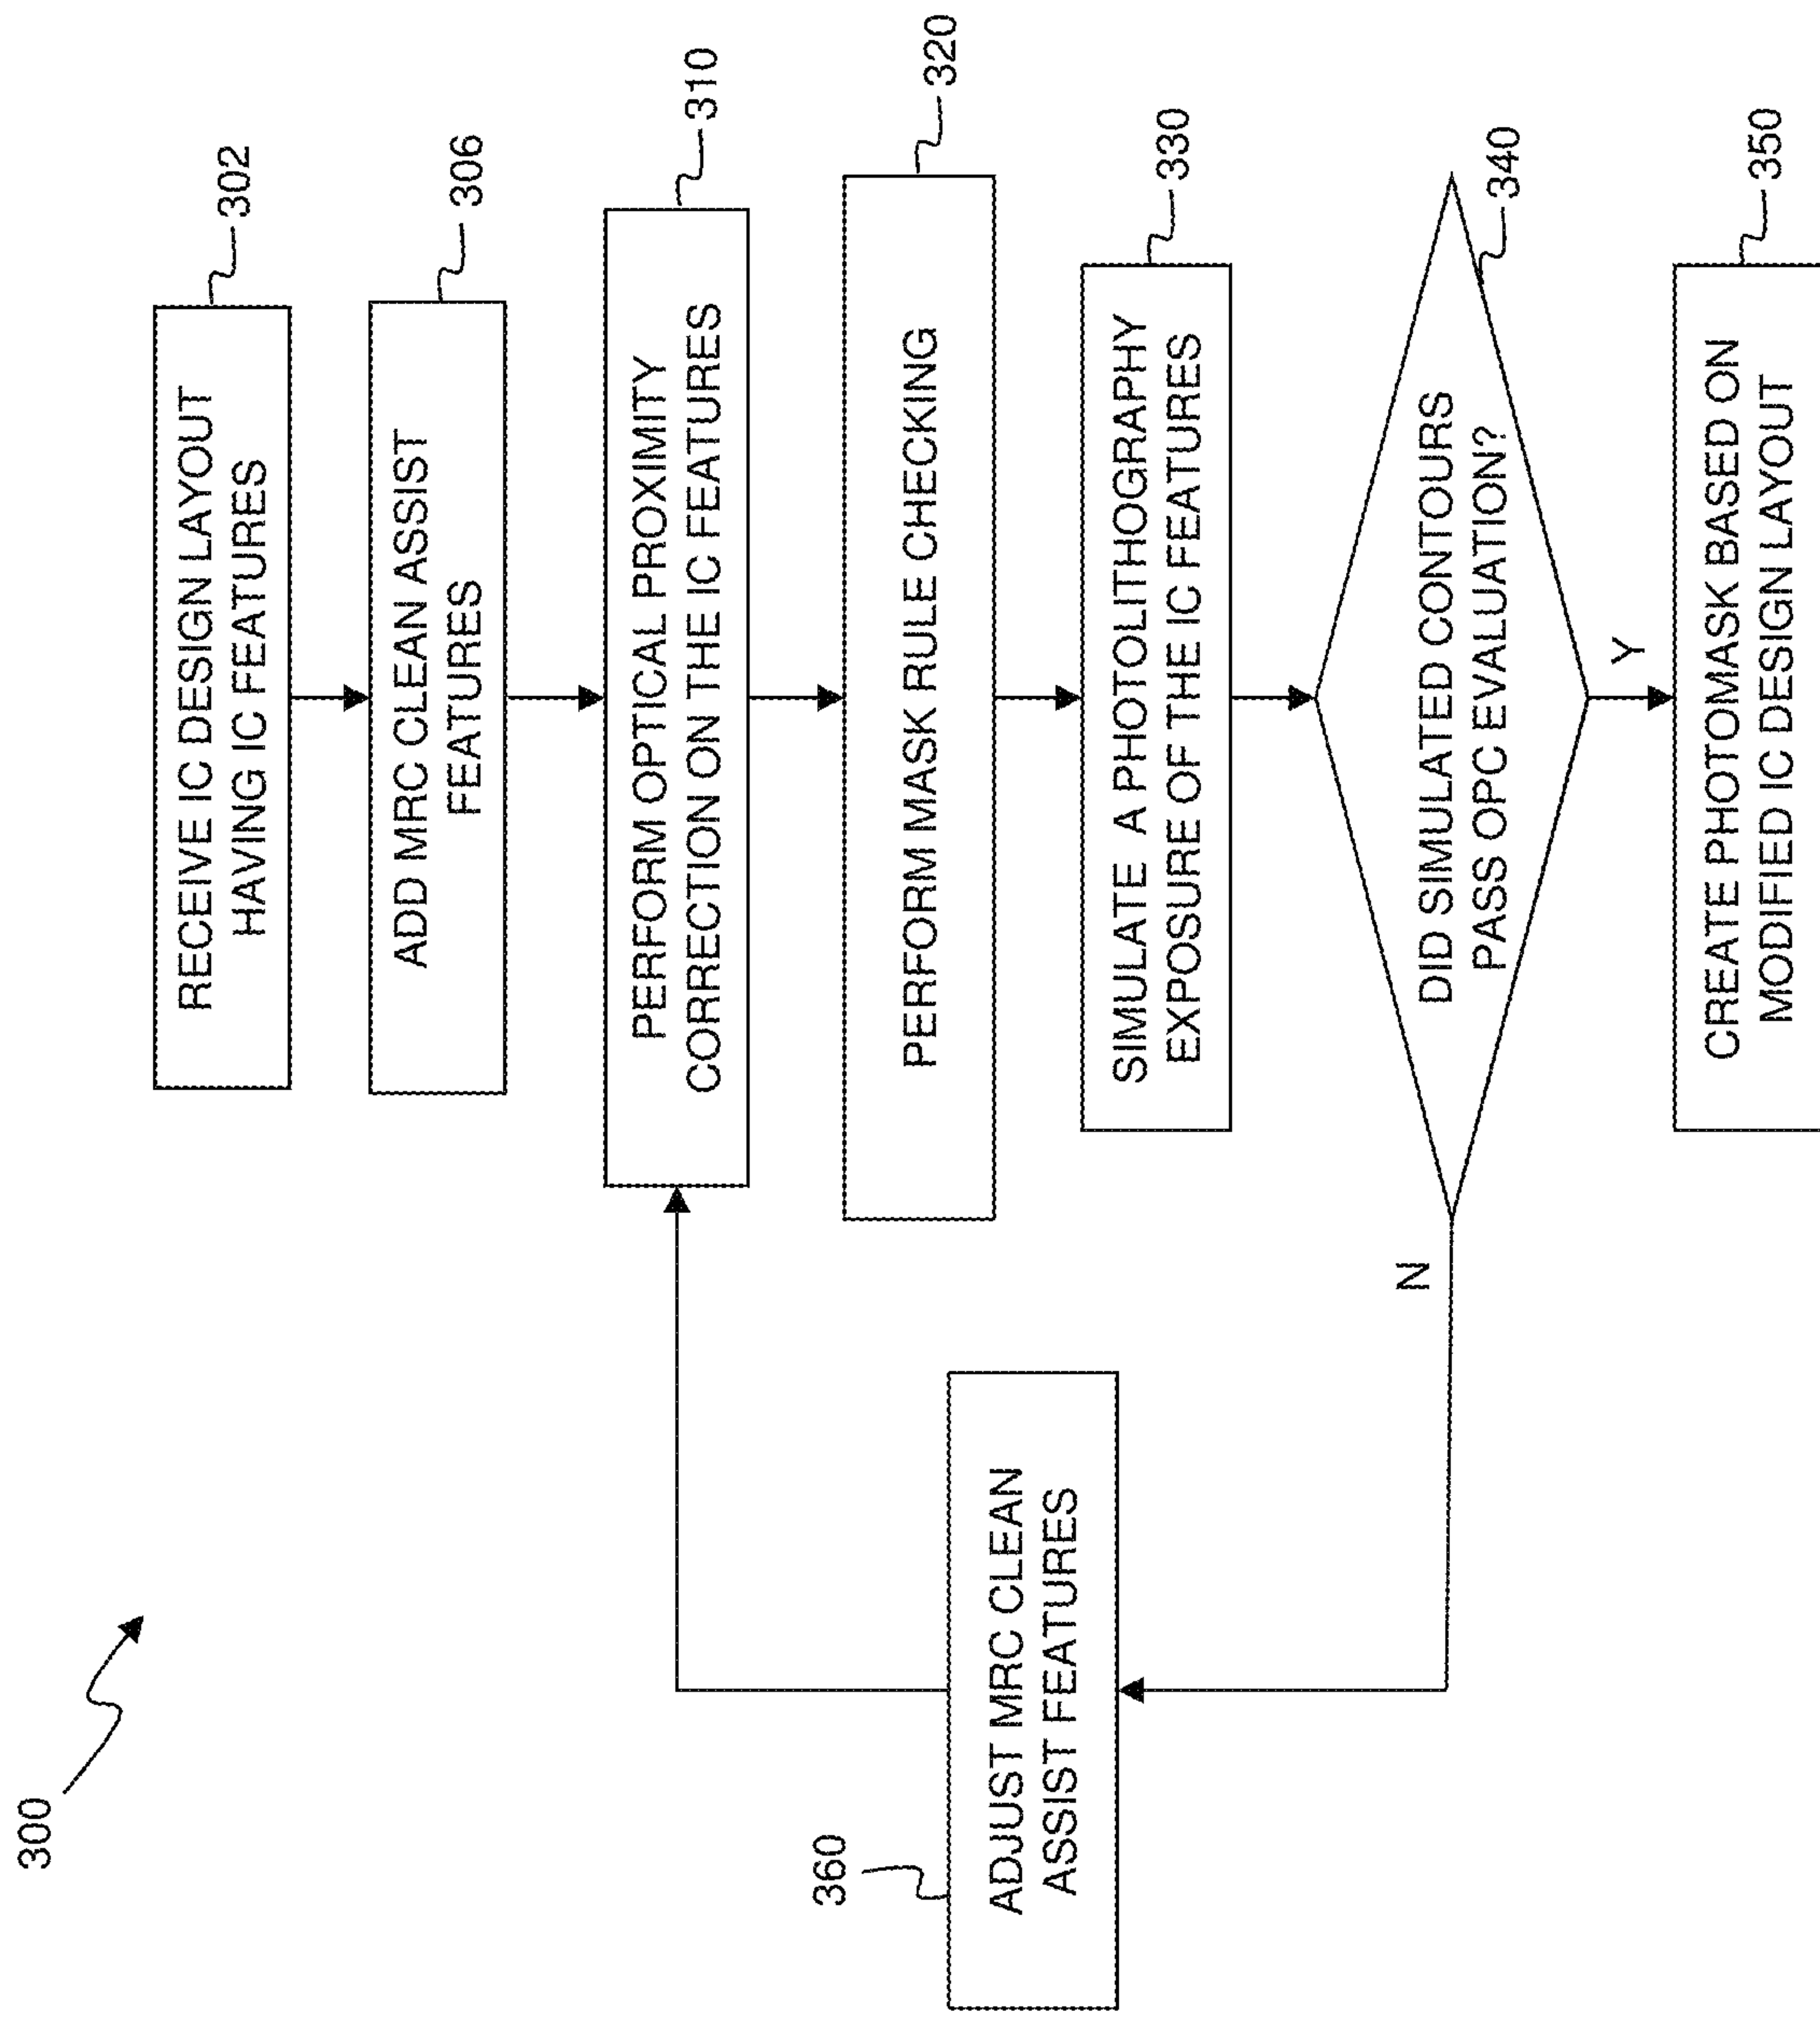 300
RECEIVE IC DESIGN LAYOUT
HAVING IC FEATURES
302
ADD MRC CLEAN ASSIST
FEATURES
306
PERFORM OPTICAL PROXIMITY
CORRECTION ON THE IC FEATURES
310
PERFORM MASK RULE CHECKING
320
SIMULATE A PHOTOLITHOGRAPHY
EXPOSURE OF THE IC FEATURES
330
DID SIMULATED CONTOURS
PASS OPC EVALUATION?
340
N
Y
360
ADJUST MRC CLEAN
ASSIST FEATURES
CREATE PHOTOMASK BASED ON
MODIFIED IC DESIGN LAYOUT
350